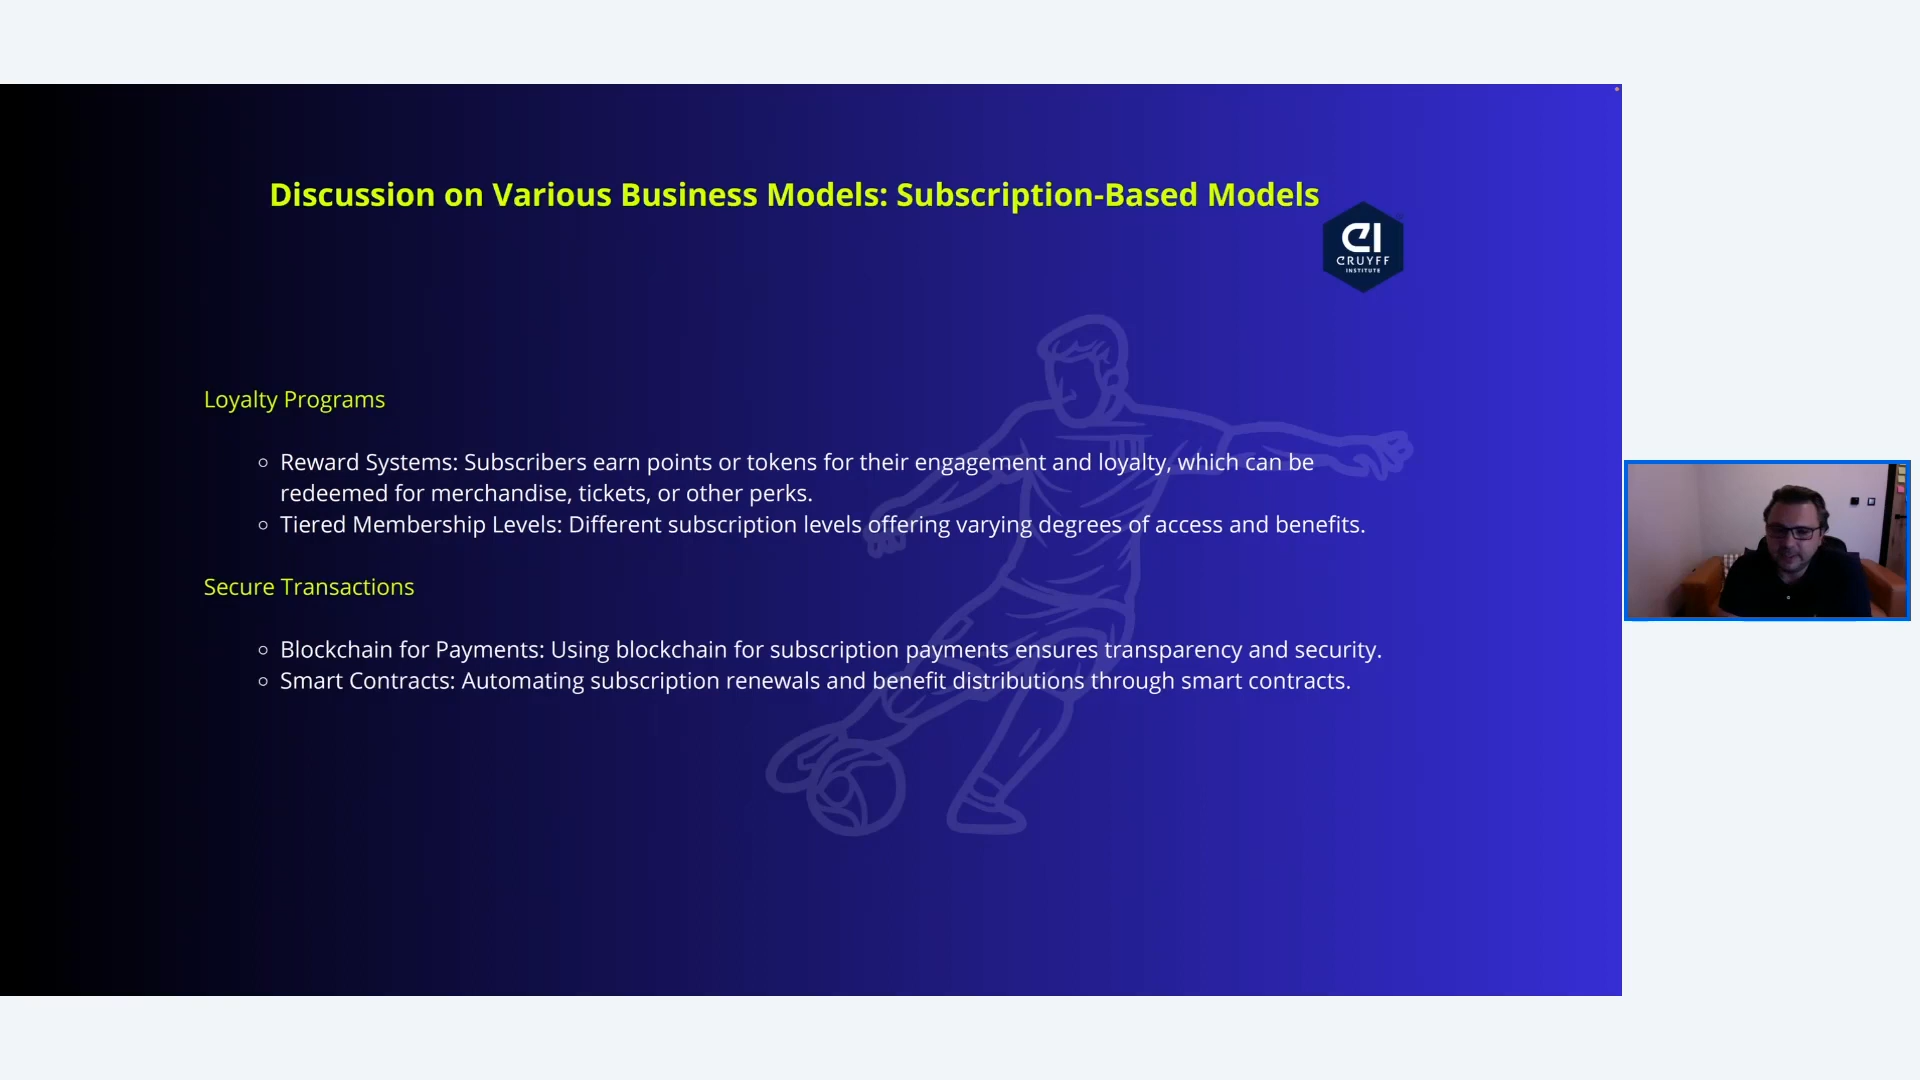 Discussion on Various Business Models: Subscription-Based Models
CI
CRUYFF
INSTITUTE
Loyalty Programs
Reward Systems: Subscribers earn points or tokens for their engagement and loyalty, which can be
redeemed for merchandise, tickets, or other perks.
Tiered Membership Levels: Different subscription levels offering varying degrees of access and benefits.
Secure Transactions
Blockchain for Payments: Using blockchain for subscription payments ensures transparency and security.
Smart Contracts: Automating subscription renewals and benefit distributions through smart contracts.